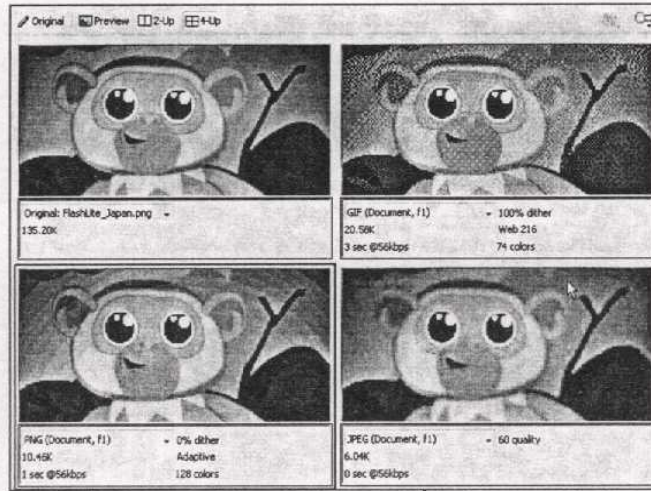 Original Preview 2-Up 4-Up
Original: FlashLite_Japan.png
135.20K
GIF (Document, f1) 100% dither
20.58K Web 216
3 sec @56kbps 74 colors
PNG (Document, f1) 0% dither
10.46K Adaptive
1 sec @56kbps 128 colors
JPEG (Document, f1) 60 quality
6.04K
0 sec @56kbps